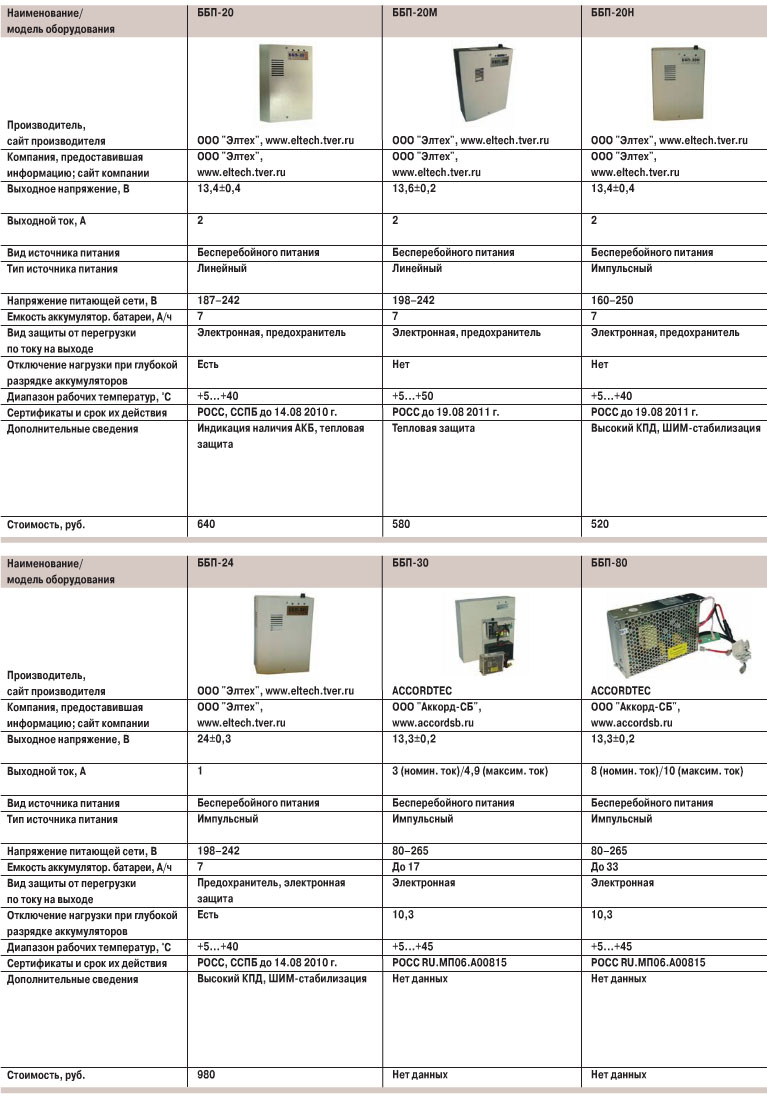 Наименование/ ББП-20 ББП-20М ББП-20Н
модель оборудования
Производитель,
сайт производителя ООО "Элтех", www.eltech.tver.ru ООО "Элтех", www.eltech.tver.ru ООО "Элтех", www.eltech.tver.ru
Компания, предоставившая ООО "Элтех", ООО "Элтех", ООО "Элтех",
информацию; сайт компании www.eltech.tver.ru www.eltech.tver.ru www.eltech.tver.ru
Выходное напряжение, В 13,4±0,4 13,6±0,2 13,4±0,4
Выходной ток, А 2 2 2
Вид источника питания Бесперебойного питания Бесперебойного питания Бесперебойного питания
Тип источника питания Линейный Линейный Импульсный
Напряжение питающей сети, В 187–242 198–242 160–250
Емкость аккумулятор. батареи, А/ч 7 7 7
Вид защиты от перегрузки Электронная, предохранитель Электронная, предохранитель Электронная, предохранитель
по току на выходе
Отключение нагрузки при глубокой Есть Нет Нет
разрядке аккумуляторов
Диапазон рабочих температур, °С +5...+40 +5...+50 +5...+40
Сертификаты и срок их действия РОСС, ССПБ до 14.08 2010 г. РОСС до 19.08 2011 г. РОСС до 19.08 2011 г.
Дополнительные сведения Индикация наличия АКБ, тепловая Тепловая защита Высокий КПД, ШИМ-стабилизация
защита
Стоимость, руб. 640 580 520
Наименование/ ББП-24 ББП-30 ББП-80
модель оборудования
Производитель,
сайт производителя ООО "Элтех", www.eltech.tver.ru ACCORDTEC ACCORDTEC
Компания, предоставившая ООО "Элтех", ООО "Аккорд-СБ", ООО "Аккорд-СБ",
информацию; сайт компании www.eltech.tver.ru www.accordsb.ru www.accordsb.ru
Выходное напряжение, В 24±0,3 13,3±0,2 13,3±0,2
Выходной ток, А 1 3 (номин. ток)/4,9 (максим. ток) 8 (номин. ток)/10 (максим. ток)
Вид источника питания Бесперебойного питания Бесперебойного питания Бесперебойного питания
Тип источника питания Импульсный Импульсный Импульсный
Напряжение питающей сети, В 198–242 80–265 80–265
Емкость аккумулятор. батареи, А/ч 7 До 17 До 33
Вид защиты от перегрузки Предохранитель, электронная Электронная Электронная
по току на выходе защита
Отключение нагрузки при глубокой Есть 10,3 10,3
разрядке аккумуляторов
Диапазон рабочих температур, °С +5...+40 +5...+45 +5...+45
Сертификаты и срок их действия РОСС, ССПБ до 14.08 2010 г. РОСС RU.МП06.А00815 РОСС RU.МП06.А00815
Дополнительные сведения Высокий КПД, ШИМ-стабилизация Нет данных Нет данных
Стоимость, руб. 980 Нет данных Нет данных